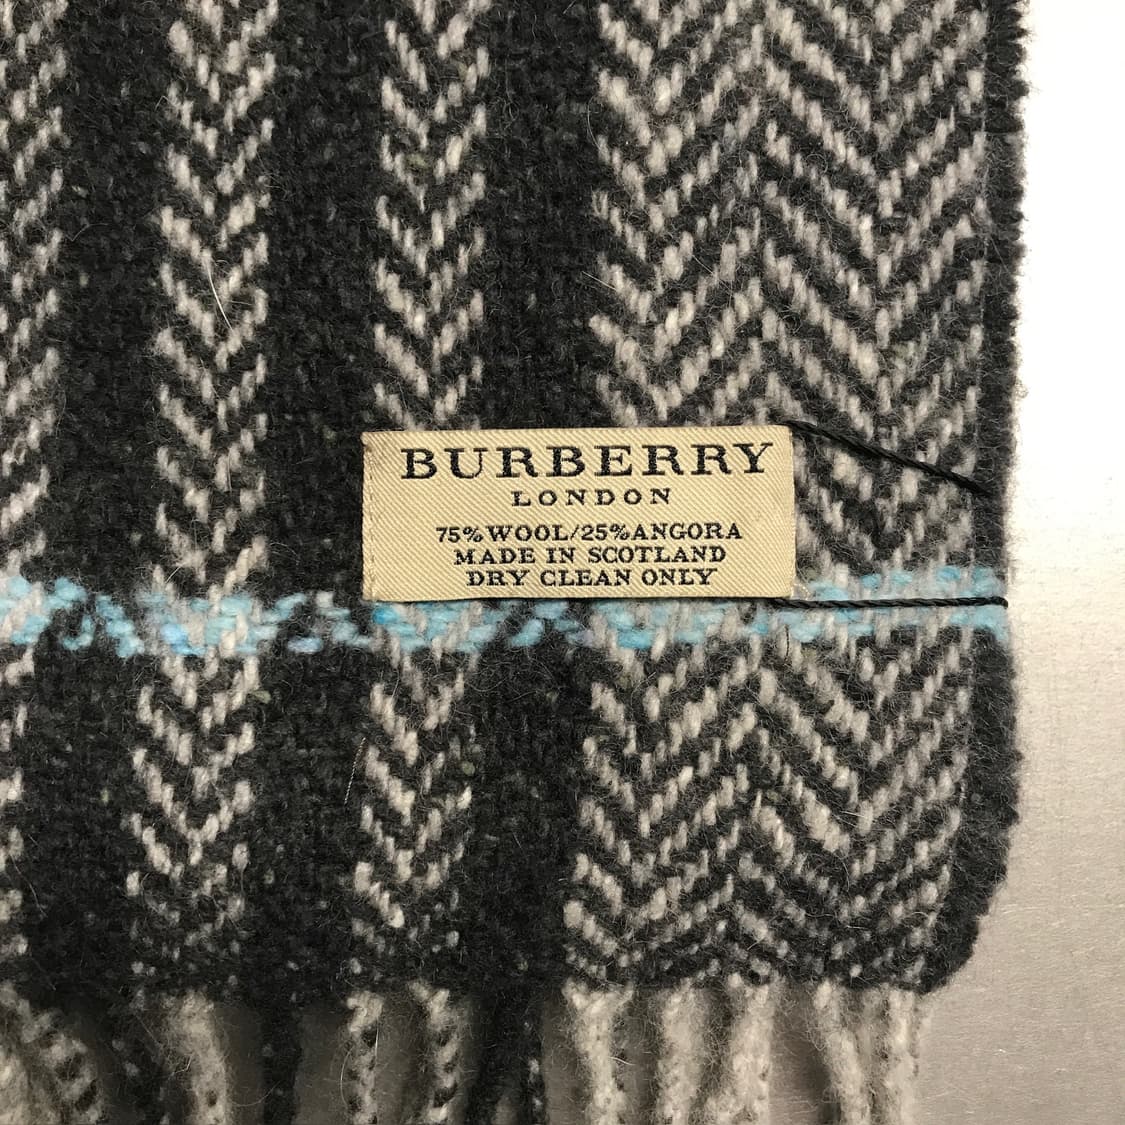 BURBERRY
LONDON
75%WOOL/25%ANGORA
MADE IN SCOTLAND
DRY CLEAN ONLY